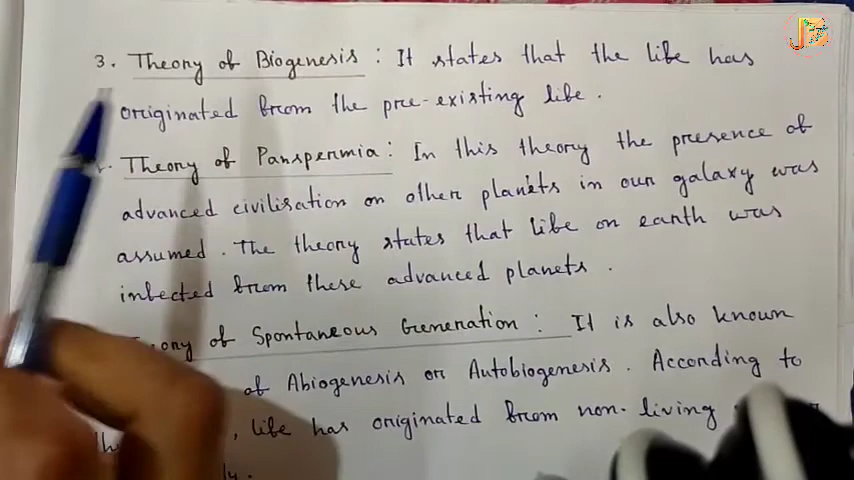 3. Theory of Biogenesis : It states that the life has
originated from the pre-existing life.
Theory of Panspermia : In this theory the presence of
advanced civilisation on other planets in our galaxy was
assumed. The theory states that life on earth was
infected from these advanced planets.
of Spontaneous Generation : It is also known
of Abiogenesis or Autobiogenesis. According to
, life has originated from non-living